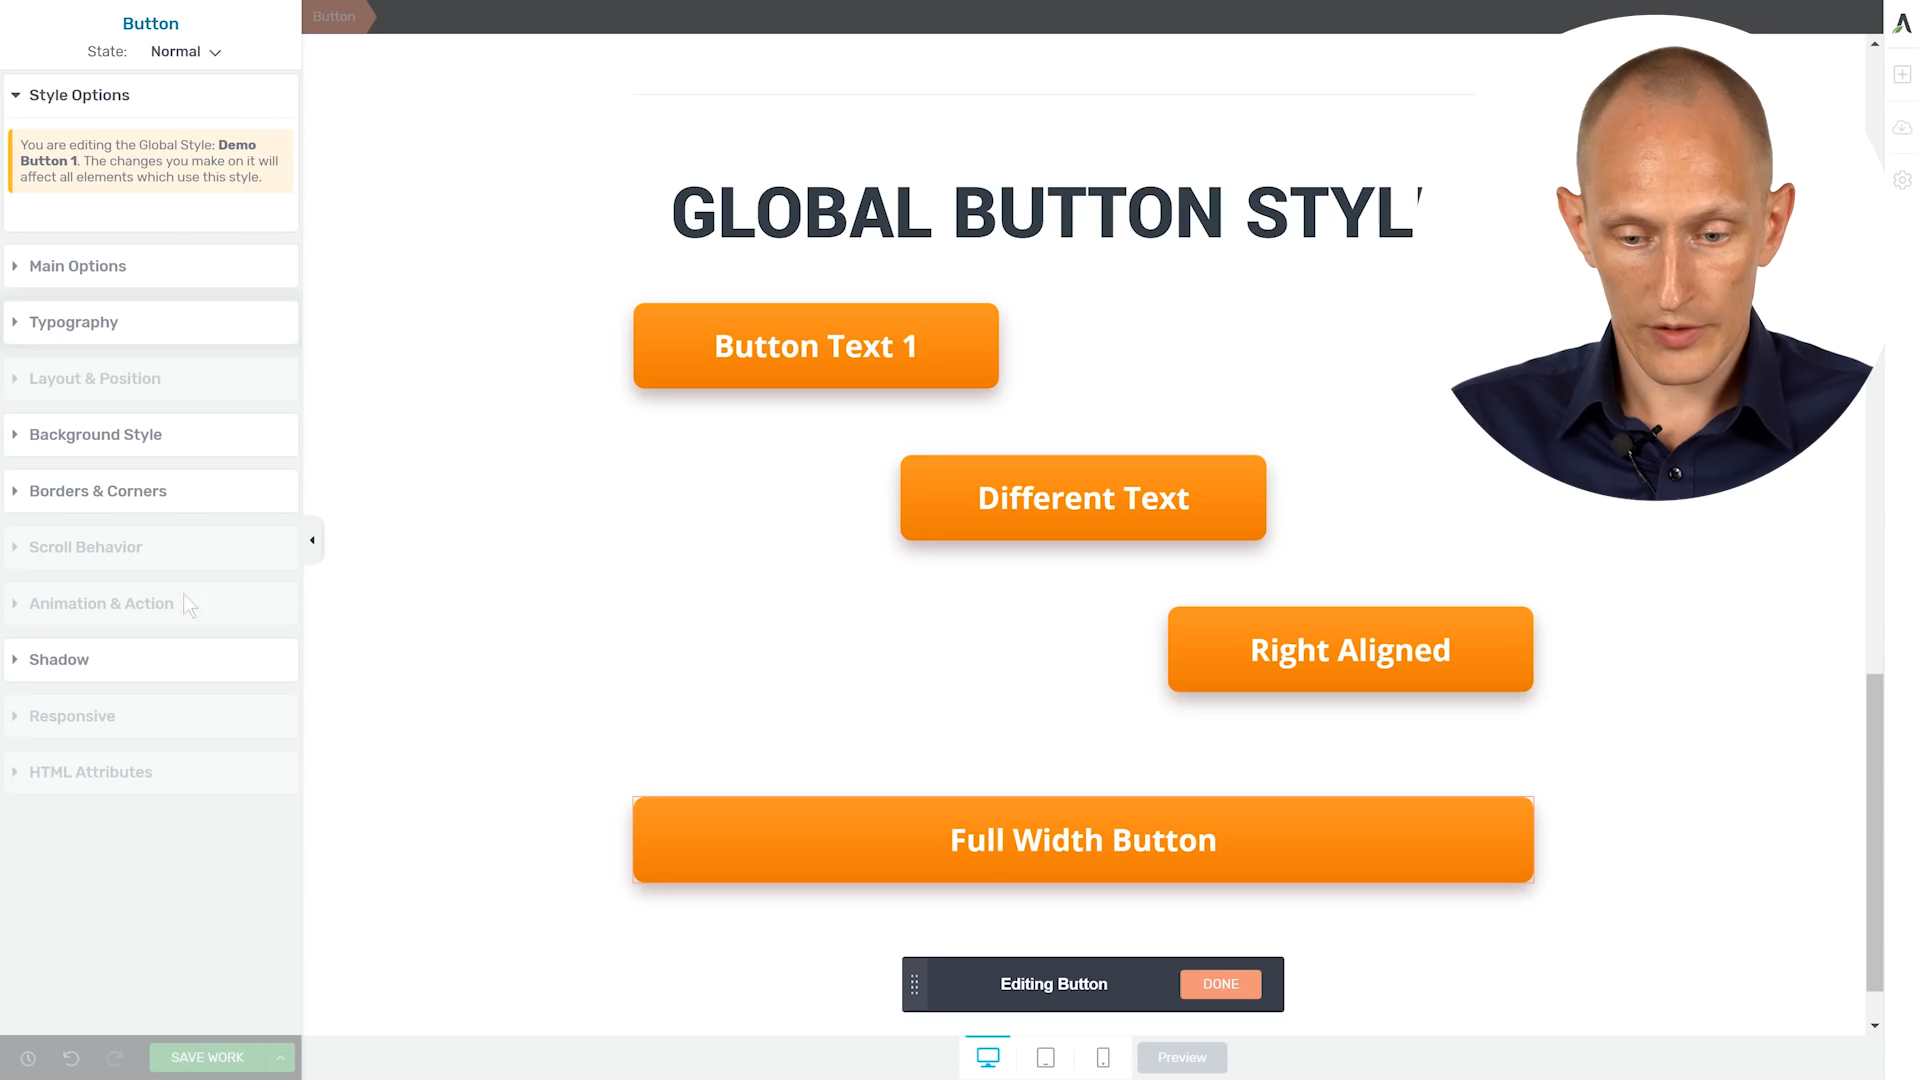 Button
State: Normal
Style Options
You are editing the Global Style: Demo
Button 1. The changes you make on it will
affect all elements which use this style.
Main Options
Typography
Layout & Position
Background Style
Borders & Corners
Scroll Behavior
Animation & Action
Shadow
Responsive
HTML Attributes
SAVE WORK
Button
GLOBAL BUTTON
Button Text 1
Different Text
Right Aligned
Full Width Button
Editing Button
DONE
Preview